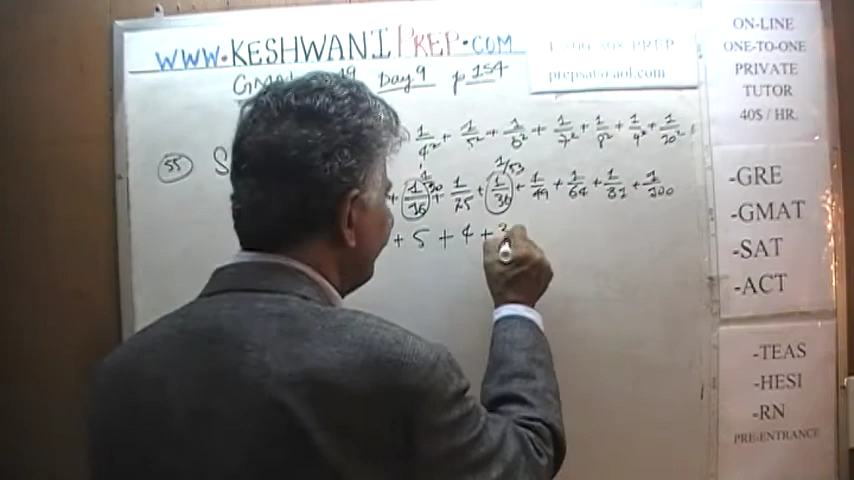 WWW.KESHWANI PREP.COM
Day 9 p 154
prepsat@aol.com
55 S 1/4² + 1/5² + 1/6² + 1/7² + 1/8² + 1/9² + 1/10²
+ 1/16 + 1/25 + 1/36 + 1/49 + 1/64 + 1/81 + 1/100
+ 5 + 4 + 3
ON-LINE
ONE-TO-ONE
PRIVATE
TUTOR
40$ / HR.
-GRE
-GMAT
-SAT
-ACT
-TEAS
-HESI
-RN
PRE-ENTRANCE